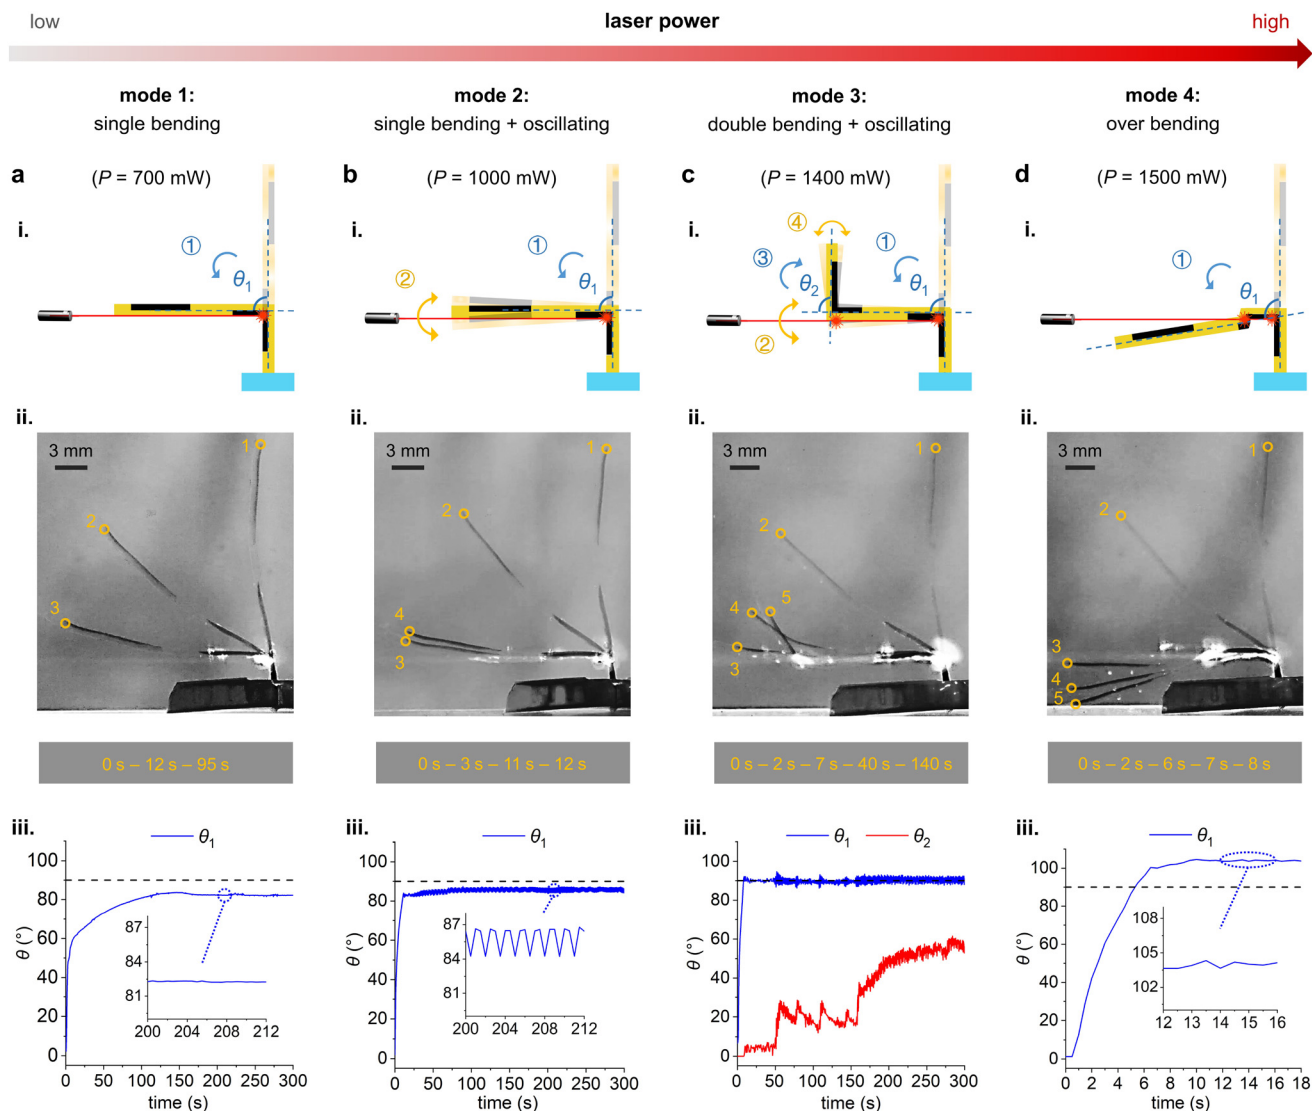 low laser power high
mode 1: mode 2: mode 3: mode 4:
single bending single bending + oscillating double bending + oscillating over bending
a (P = 700 mW) b (P = 1000 mW) c (P = 1400 mW) d (P = 1500 mW)
i. ① θ1
i. ① θ1 ②
i. ④ ① ③ θ2 θ1 ②
i. ① θ1
ii. 3 mm 1 2 3
ii. 3 mm 1 2 4 3
ii. 3 mm 1 2 5 4 3
ii. 3 mm 1 2 3 4 5
0 s – 12 s – 95 s
0 s – 3 s – 11 s – 12 s
0 s – 2 s – 7 s – 40 s – 140 s
0 s – 2 s – 6 s – 7 s – 8 s
iii. θ1
100
80
60
40
20
0
θ (°)
87
84
81
200 204 208 212
0 50 100 150 200 250 300
time (s)
iii. θ1
100
80
60
40
20
0
θ (°)
87
84
81
200 204 208 212
0 50 100 150 200 250 300
time (s)
iii. θ1 θ2
100
80
60
40
20
0
θ (°)
0 50 100 150 200 250 300
time (s)
iii. θ1
100
80
60
40
20
0
θ (°)
108
105
102
12 13 14 15 16
0 2 4 6 8 10 12 14 16 18
time (s)